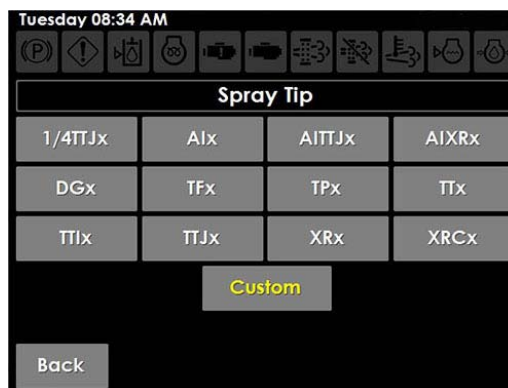 Tuesday 08:34 AM
(P)
Spray Tip
1/4TTJx AIx AITTJx AIXRx
DGx TFx TPx TTx
TTIx TTJx XRx XRCx
Custom
Back